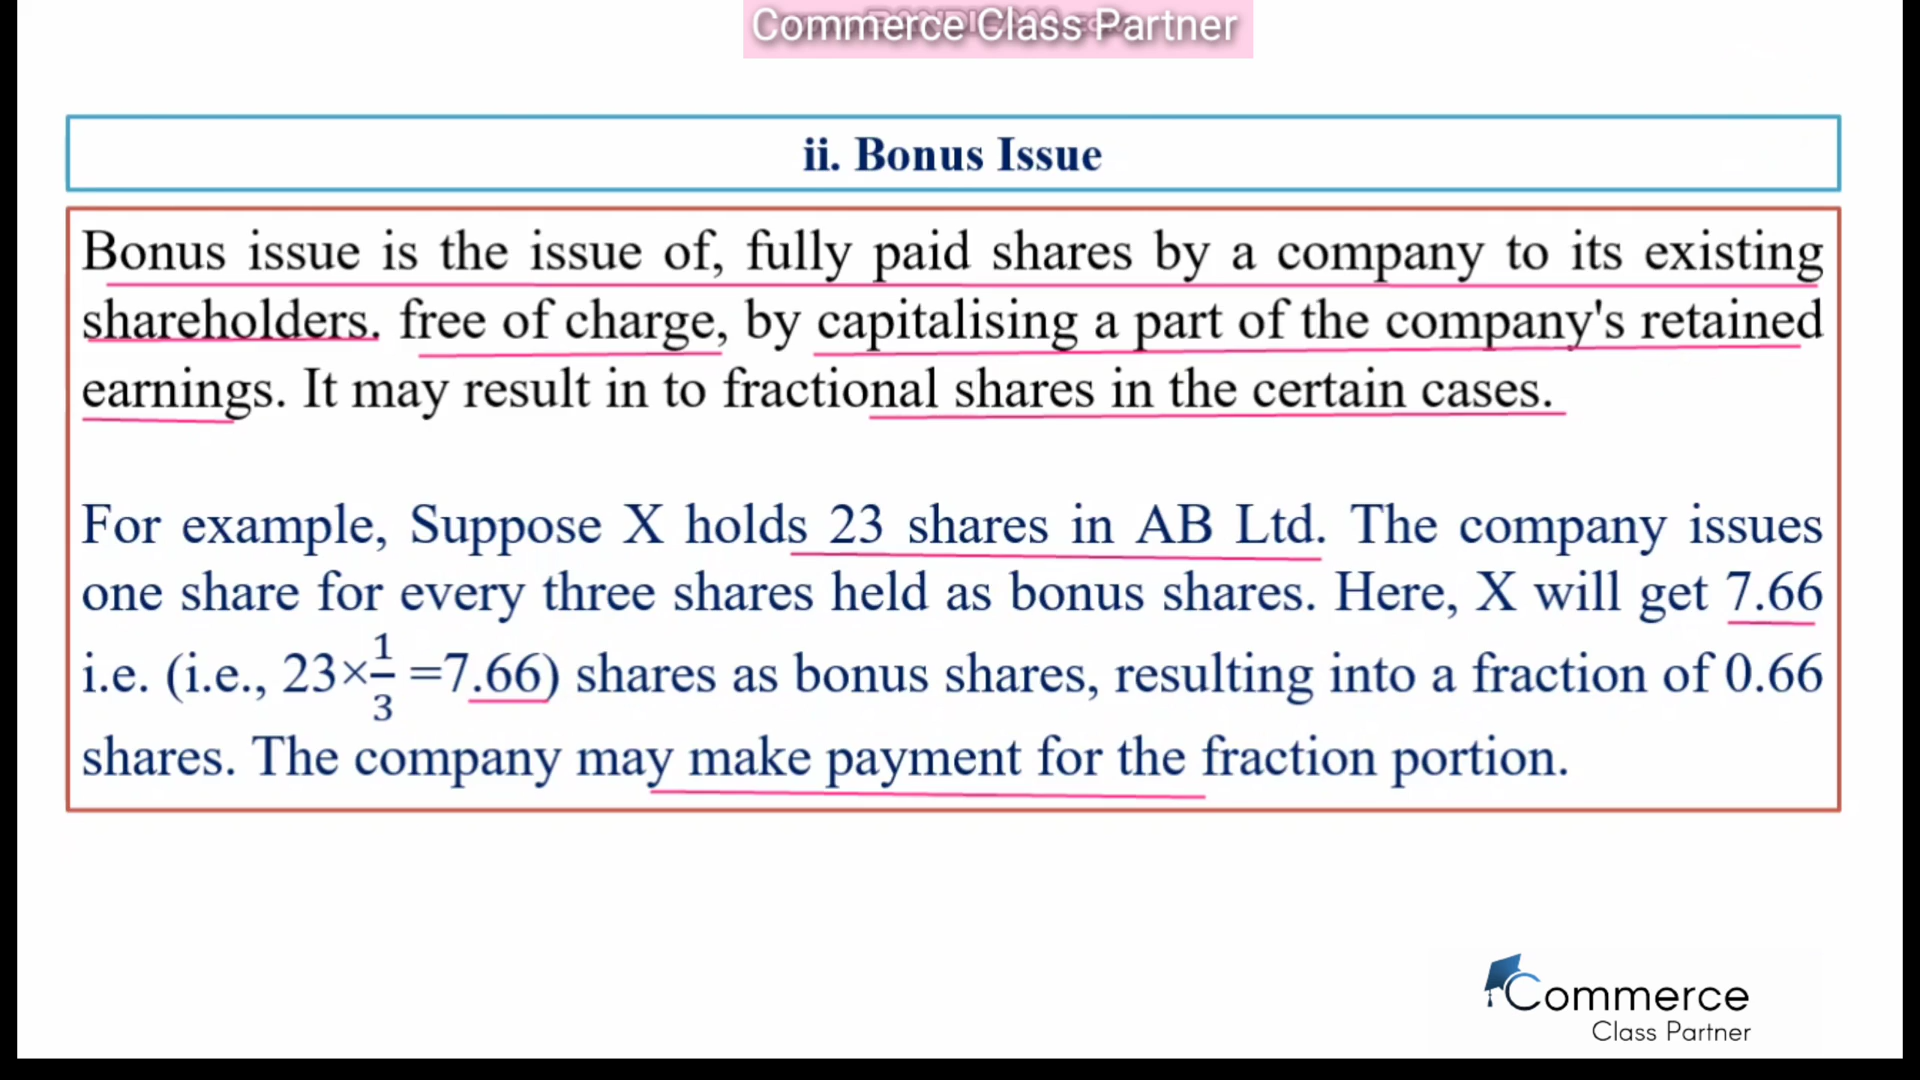 Commerce Class Partner
ii. Bonus Issue
Bonus issue is the issue of, fully paid shares by a company to its existing
shareholders. free of charge, by capitalising a part of the company's retained
earnings. It may result in to fractional shares in the certain cases.
For example, Suppose X holds 23 shares in AB Ltd. The company issues
one share for every three shares held as bonus shares. Here, X will get 7.66
i.e. (i.e., 23×1/3 =7.66) shares as bonus shares, resulting into a fraction of 0.66
shares. The company may make payment for the fraction portion.
Commerce
Class Partner